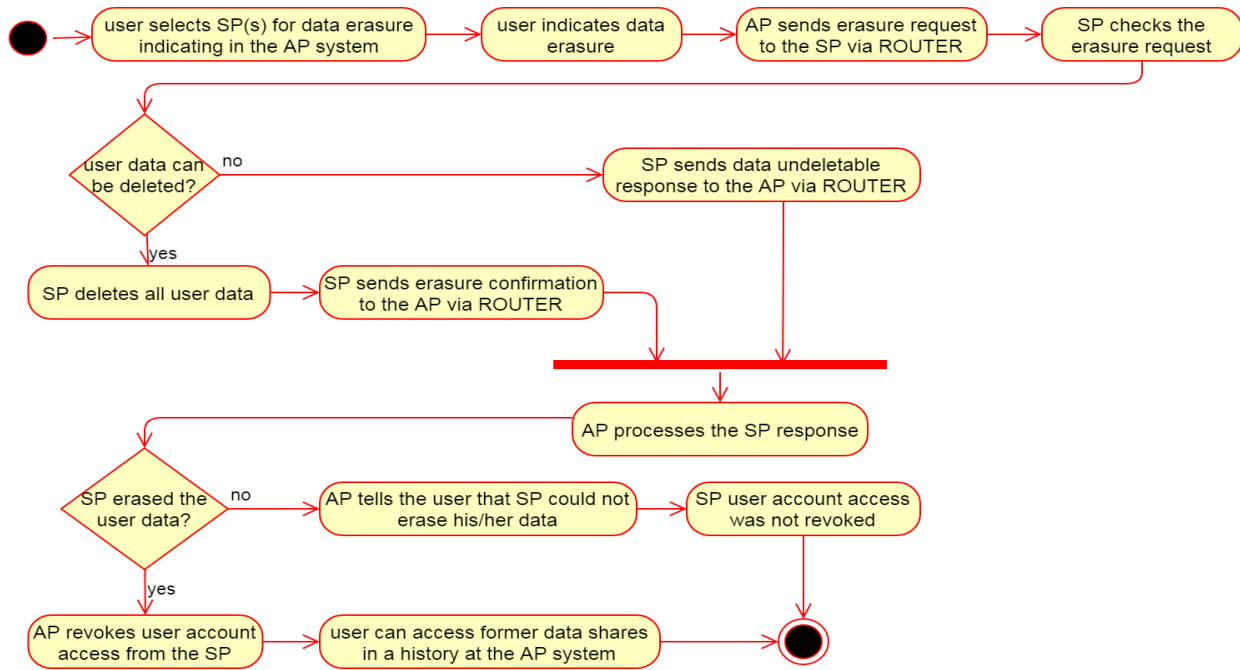 user selects SP(s) for data erasure
indicating in the AP system
user indicates data
erasure
AP sends erasure request
to the SP via ROUTER
SP checks the
erasure request
user data can
be deleted?
no
SP sends data undeletable
response to the AP via ROUTER
yes
SP deletes all user data
SP sends erasure confirmation
to the AP via ROUTER
AP processes the SP response
SP erased the
user data?
no
AP tells the user that SP could not
erase his/her data
SP user account access
was not revoked
yes
AP revokes user account
access from the SP
user can access former data shares
in a history at the AP system